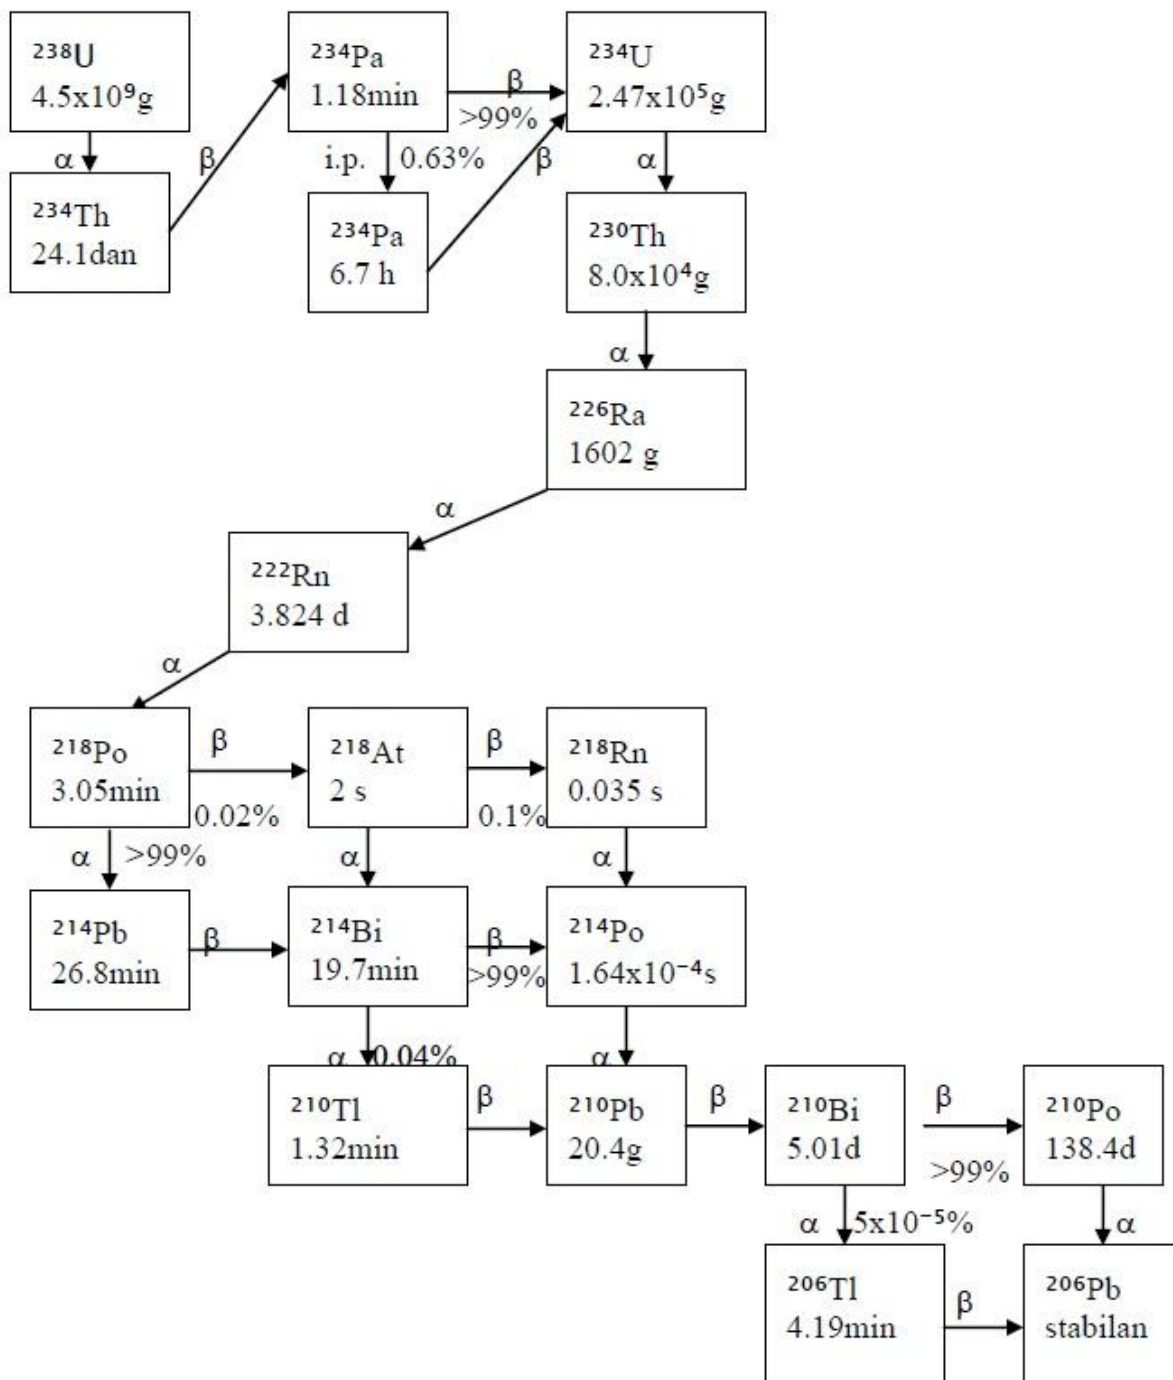 ²³⁸U
4.5x10⁹g
α
²³⁴Th
24.1dan
β
²³⁴Pa
1.18min
β
>99%
i.p. 0.63%
²³⁴Pa
6.7 h
β
²³⁴U
2.47x10⁵g
α
²³⁰Th
8.0x10⁴g
α
²²⁶Ra
1602 g
α
²²²Rn
3.824 d
α
²¹⁸Po
3.05min
β
0.02%
²¹⁸At
2 s
β
0.1%
²¹⁸Rn
0.035 s
α >99%
α
α
²¹⁴Pb
26.8min
β
²¹⁴Bi
19.7min
β
>99%
²¹⁴Po
1.64x10⁻⁴s
α 0.04%
α
²¹⁰Tl
1.32min
β
²¹⁰Pb
20.4g
β
²¹⁰Bi
5.01d
β
>99%
²¹⁰Po
138.4d
α 5x10⁻⁵%
α
²⁰⁶Tl
4.19min
β
²⁰⁶Pb
stabilan